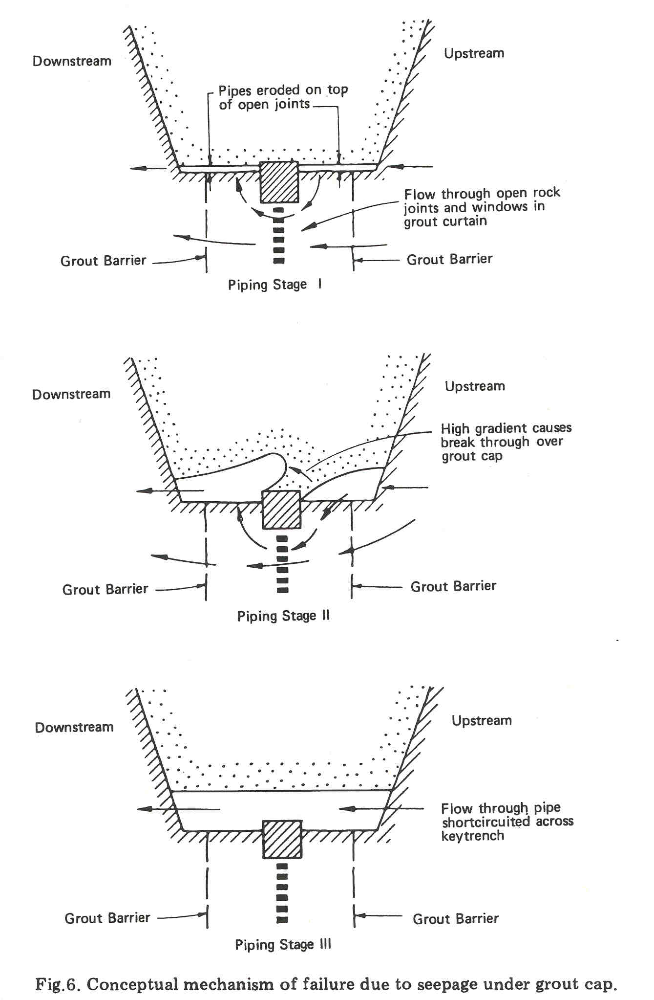 Downstream
Upstream
Pipes eroded on top
of open joints
Flow through open rock
joints and windows in
grout curtain
Grout Barrier
Grout Barrier
Piping Stage I
Downstream
Upstream
High gradient causes
break through over
grout cap
Grout Barrier
Grout Barrier
Piping Stage II
Downstream
Upstream
Flow through pipe
shortcircuited across
keytrench
Grout Barrier
Grout Barrier
Piping Stage III
Fig.6. Conceptual mechanism of failure due to seepage under grout cap.